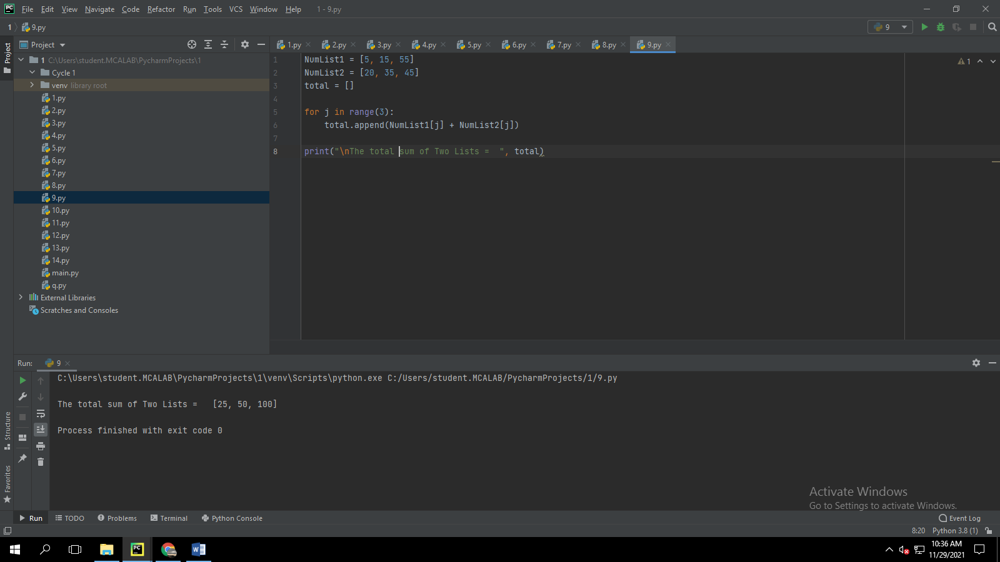 PC File Edit View Navigate Code Refactor Run Tools VCS Window Help 1 - 9.py
1 9.py 9
Project
Project
1.py 2.py 3.py 4.py 5.py 6.py 7.py 8.py 9.py
1 C:\Users\student.MCALAB\PycharmProjects\1
Cycle 1
venv library root
1.py
2.py
3.py
4.py
5.py
6.py
7.py
8.py
9.py
10.py
11.py
12.py
13.py
14.py
main.py
q.py
External Libraries
Scratches and Consoles
1 NumList1 = [5, 15, 55]
2 NumList2 = [20, 35, 45]
3 total = []
4
5 for j in range(3):
6 total.append(NumList1[j] + NumList2[j])
7
8 print("\nThe total sum of Two Lists =  ", total)
1
Run: 9
C:\Users\student.MCALAB\PycharmProjects\1\venv\Scripts\python.exe C:/Users/student.MCALAB/PycharmProjects/1/9.py
The total sum of Two Lists =   [25, 50, 100]
Process finished with exit code 0
Structure
Favorites
Activate Windows
Go to Settings to activate Windows.
Run TODO Problems Terminal Python Console Event Log
8:20 Python 3.8 (1)
PC
W
10:36 AM
11/29/2021